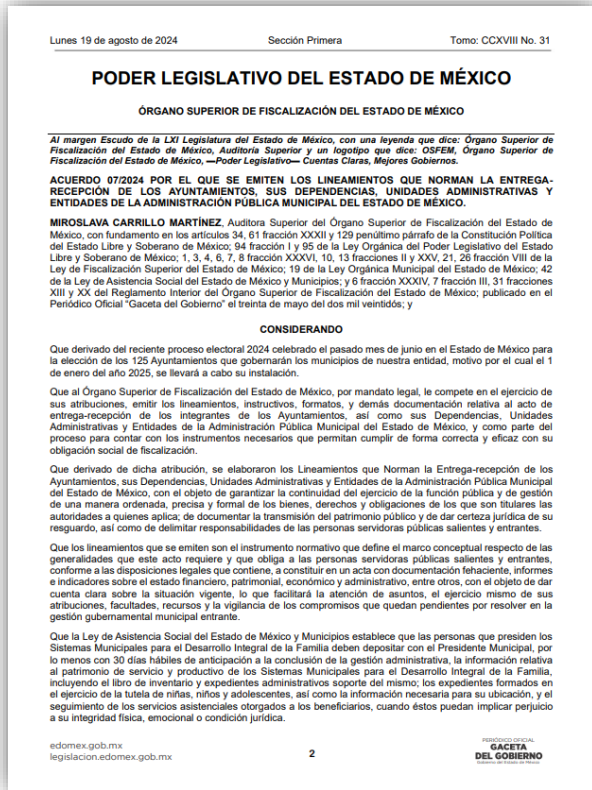 Lunes 19 de agosto de 2024 Sección Primera Tomo: CCXVIII No. 31
PODER LEGISLATIVO DEL ESTADO DE MÉXICO
ÓRGANO SUPERIOR DE FISCALIZACIÓN DEL ESTADO DE MÉXICO
Al margen Escudo de la LXI Legislatura del Estado de México, con una leyenda que dice: Órgano Superior de
Fiscalización del Estado de México, Auditoría Superior y un logotipo que dice: OSFEM, Órgano Superior de
Fiscalización del Estado de México, —Poder Legislativo— Cuentas Claras, Mejores Gobiernos.
ACUERDO 07/2024 POR EL QUE SE EMITEN LOS LINEAMIENTOS QUE NORMAN LA ENTREGA-
RECEPCIÓN DE LOS AYUNTAMIENTOS, SUS DEPENDENCIAS, UNIDADES ADMINISTRATIVAS Y
ENTIDADES DE LA ADMINISTRACIÓN PÚBLICA MUNICIPAL DEL ESTADO DE MÉXICO.
MIROSLAVA CARRILLO MARTÍNEZ, Auditora Superior del Órgano Superior de Fiscalización del Estado de
México, con fundamento en los artículos 34, 61 fracción XXXII y 129 penúltimo párrafo de la Constitución Política
del Estado Libre y Soberano de México; 94 fracción I y 95 de la Ley Orgánica del Poder Legislativo del Estado
Libre y Soberano de México; 1, 3, 4, 6, 7, 8 fracción XXXVI, 10, 13 fracciones II y XXV, 21, 26 fracción VIII de la
Ley de Fiscalización Superior del Estado de México; 19 de la Ley Orgánica Municipal del Estado de México; 42
de la Ley de Asistencia Social del Estado de México y Municipios; y 6 fracción XXXIV, 7 fracción III, 31 fracciones
XIII y XX del Reglamento Interior del Órgano Superior de Fiscalización del Estado de México; publicado en el
Periódico Oficial "Gaceta del Gobierno" el treinta de mayo del dos mil veintidós; y
CONSIDERANDO
Que derivado del reciente proceso electoral 2024 celebrado el pasado mes de junio en el Estado de México para
la elección de los 125 Ayuntamientos que gobernarán los municipios de nuestra entidad, motivo por el cual el 1
de enero del año 2025, se llevará a cabo su instalación.
Que al Órgano Superior de Fiscalización del Estado de México, por mandato legal, le compete en el ejercicio de
sus atribuciones, emitir los lineamientos, instructivos, formatos, y demás documentación relativa al acto de
entrega-recepción de los integrantes de los Ayuntamientos, así como sus Dependencias, Unidades
Administrativas y Entidades de la Administración Pública Municipal del Estado de México, y como parte del
proceso para contar con los instrumentos necesarios que permitan cumplir de forma correcta y eficaz con su
obligación social de fiscalización.
Que derivado de dicha atribución, se elaboraron los Lineamientos que Norman la Entrega-recepción de los
Ayuntamientos, sus Dependencias, Unidades Administrativas y Entidades de la Administración Pública Municipal
del Estado de México, con el objeto de garantizar la continuidad del ejercicio de la función pública y de gestión
de una manera ordenada, precisa y formal de los bienes, derechos y obligaciones de los que son titulares las
autoridades a quienes aplica; de documentar la transmisión del patrimonio público y de dar certeza jurídica de su
resguardo, así como de delimitar responsabilidades de las personas servidoras públicas salientes y entrantes.
Que los lineamientos que se emiten son el instrumento normativo que define el marco conceptual respecto de las
generalidades que este acto requiere y que obliga a las personas servidoras públicas salientes y entrantes,
conforme a las disposiciones legales que contiene, a constituir en un acta con documentación fehaciente, informes
e indicadores sobre el estado financiero, patrimonial, económico y administrativo, entre otros, con el objeto de dar
cuenta clara sobre la situación vigente, lo que facilitará la atención de asuntos, el ejercicio mismo de sus
atribuciones, facultades, recursos y la vigilancia de los compromisos que quedan pendientes por resolver en la
gestión gubernamental municipal entrante.
Que la Ley de Asistencia Social del Estado de México y Municipios establece que las personas que presiden los
Sistemas Municipales para el Desarrollo Integral de la Familia deben depositar con el Presidente Municipal, por
lo menos con 30 días hábiles de anticipación a la conclusión de la gestión administrativa, la información relativa
al patrimonio de servicio y productivo de los Sistemas Municipales para el Desarrollo Integral de la Familia,
incluyendo el libro de inventario y expedientes administrativos soporte del mismo; los expedientes formados en
el ejercicio de la tutela de niñas, niños y adolescentes, así como la información necesaria para su ubicación, y el
seguimiento de los servicios asistenciales otorgados a los beneficiarios, cuando éstos puedan implicar perjuicio
a su integridad física, emocional o condición jurídica.
edomex.gob.mx
legislacion.edomex.gob.mx
2
PERIÓDICO OFICIAL
GACETA
DEL GOBIERNO
Gobierno del Estado de México